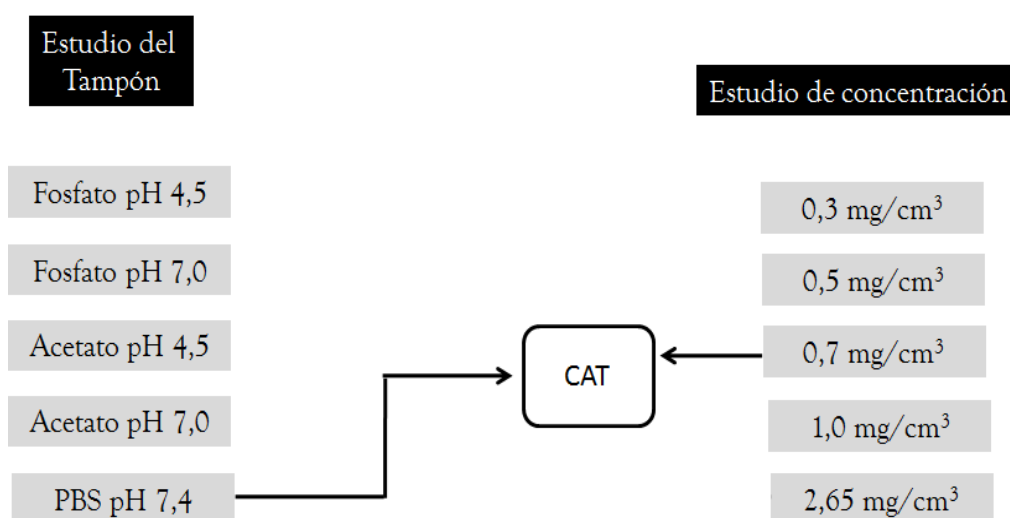 Estudio del
Tampón
Estudio de concentración
Fosfato pH 4,5
Fosfato pH 7,0
Acetato pH 4,5
Acetato pH 7,0
PBS pH 7,4
CAT
0,3 mg/cm³
0,5 mg/cm³
0,7 mg/cm³
1,0 mg/cm³
2,65 mg/cm³